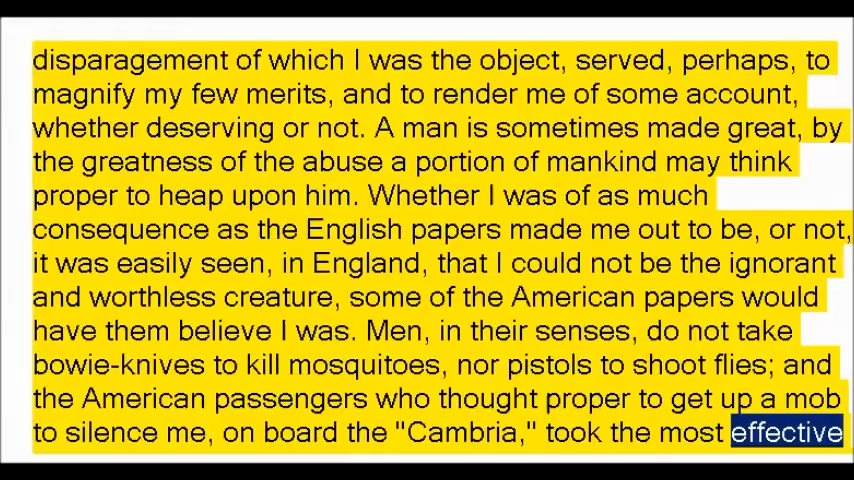 disparagement of which I was the object, served, perhaps, to
magnify my few merits, and to render me of some account,
whether deserving or not. A man is sometimes made great, by
the greatness of the abuse a portion of mankind may think
proper to heap upon him. Whether I was of as much
consequence as the English papers made me out to be, or not,
it was easily seen, in England, that I could not be the ignorant
and worthless creature, some of the American papers would
have them believe I was. Men, in their senses, do not take
bowie-knives to kill mosquitoes, nor pistols to shoot flies; and
the American passengers who thought proper to get up a mob
to silence me, on board the "Cambria," took the most effective